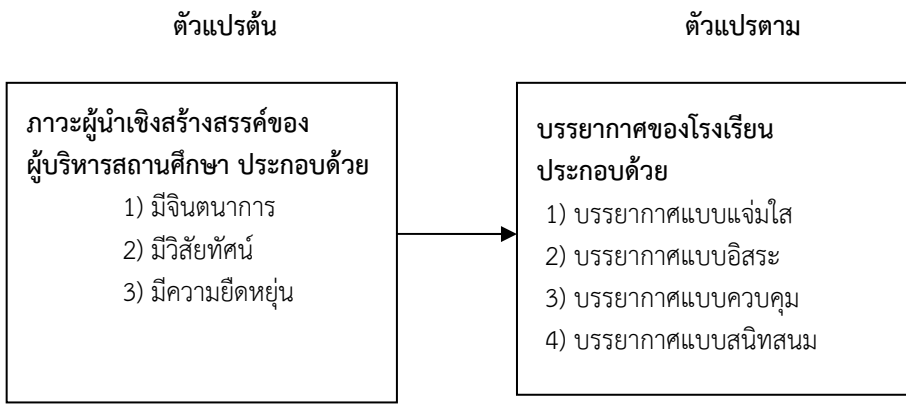 ตัวแปรต้น
ตัวแปรตาม
ภาวะผู้นำเชิงสร้างสรรค์ของ
ผู้บริหารสถานศึกษา ประกอบด้วย
1) มีจินตนาการ
2) มีวิสัยทัศน์
3) มีความยืดหยุ่น
บรรยากาศของโรงเรียน
ประกอบด้วย
1) บรรยากาศแบบแจ่มใส
2) บรรยากาศแบบอิสระ
3) บรรยากาศแบบควบคุม
4) บรรยากาศแบบสนิทสนม